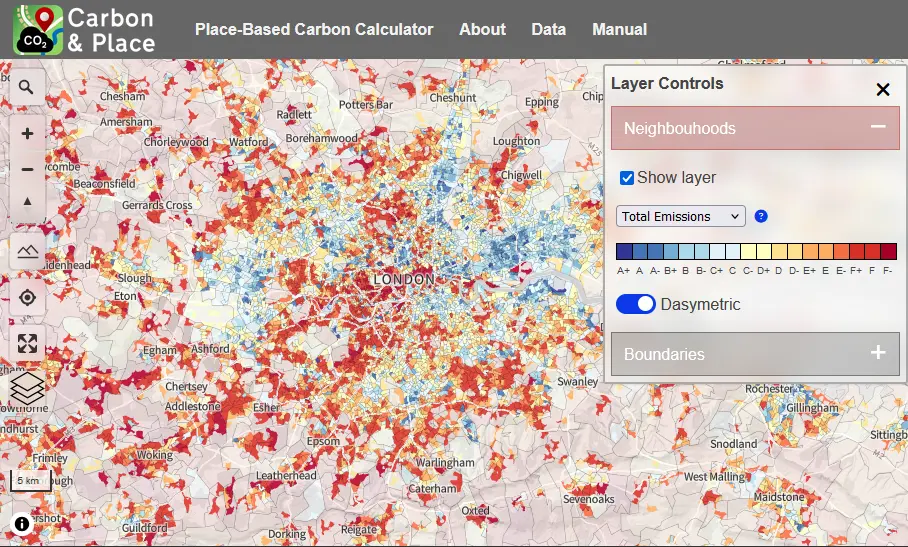 Carbon
& Place
CO2
Place-Based Carbon Calculator
About
Data
Manual
Layer Controls
Neighbouhoods
Show layer
Total Emissions
?
A+ A A- B+ B B- C+ C C- D+ D D- E+ E E- F+ F F-
Dasymetric
Boundaries
Chesham
Potters Bar
Cheshunt
Epping
Amersham
Radlett
Chorleywood
Watford
Borehamwood
Loughton
M25
Beaconsfield
Chigwell
Gerrards Cross
Slough
LONDON
Eton
Egham
Ashford
Chertsey
Swanley
Addlestone
Esher
Rochester
Gillingham
Epsom
Frimley
Woking
Warlingham
Snodland
Leatherhead
West Malling
5 km
Caterham
Sevenoaks
Maidstone
Oxted
Guildford
Reigate
Dorking